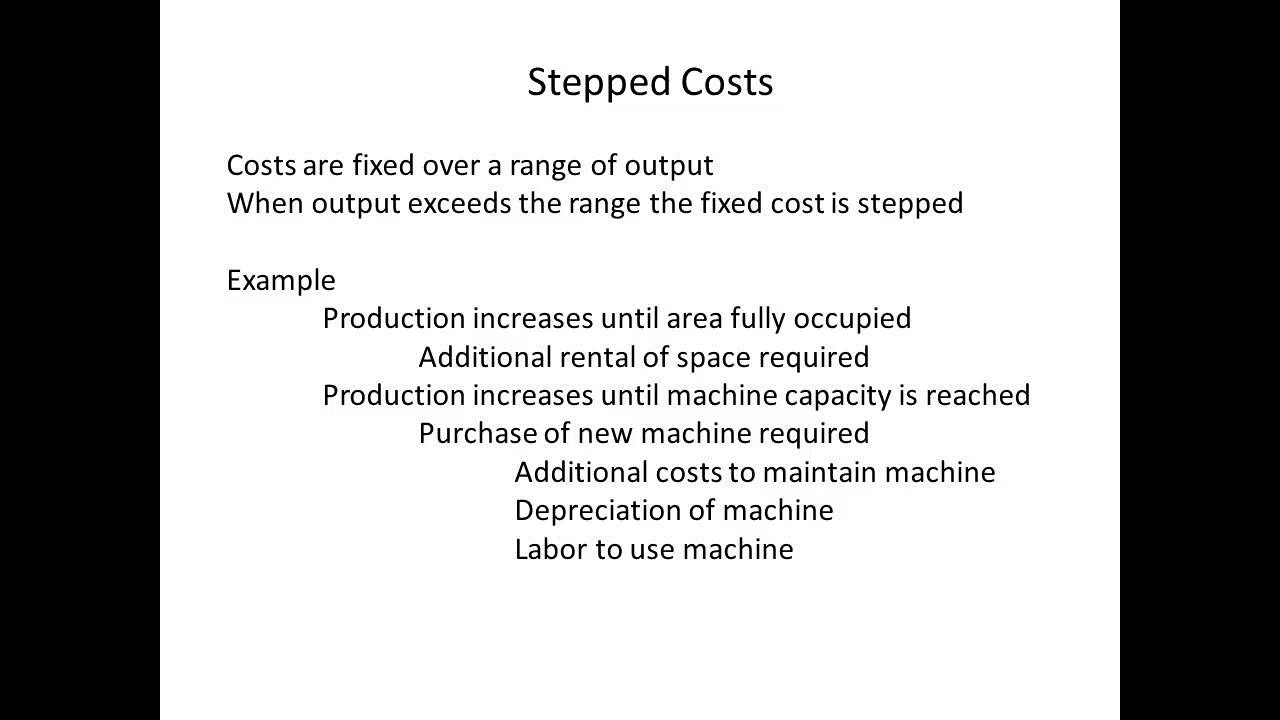 Stepped Costs
Costs are fixed over a range of output
When output exceeds the range the fixed cost is stepped
Example
Production increases until area fully occupied
Additional rental of space required
Production increases until machine capacity is reached
Purchase of new machine required
Additional costs to maintain machine
Depreciation of machine
Labor to use machine